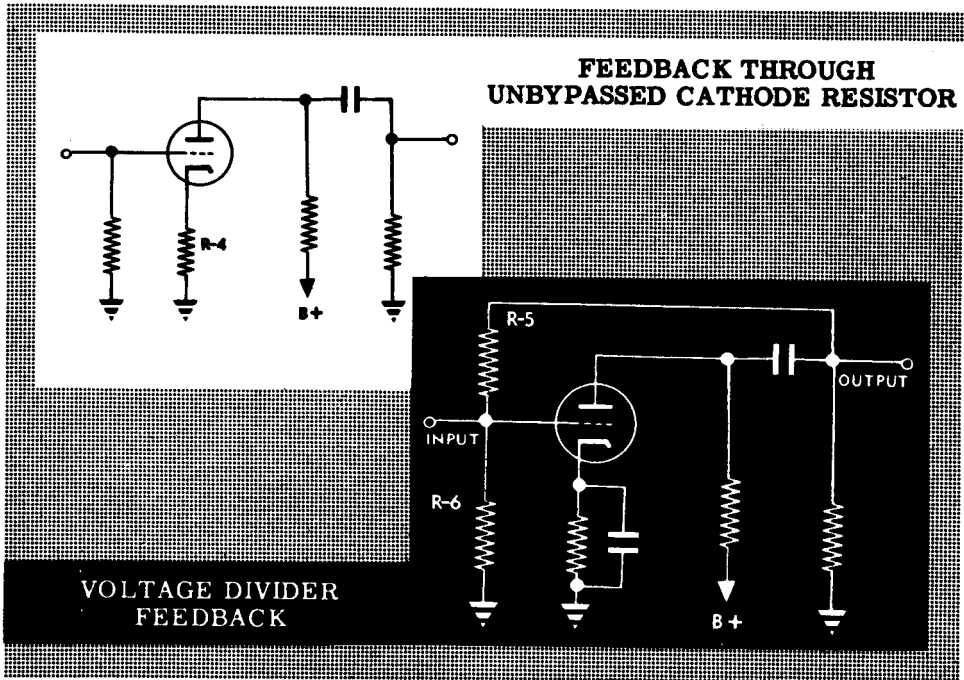 FEEDBACK THROUGH
UNBYPASSED CATHODE RESISTOR
R-4
B+
R-5
OUTPUT
INPUT
R-6
B+
VOLTAGE DIVIDER
FEEDBACK